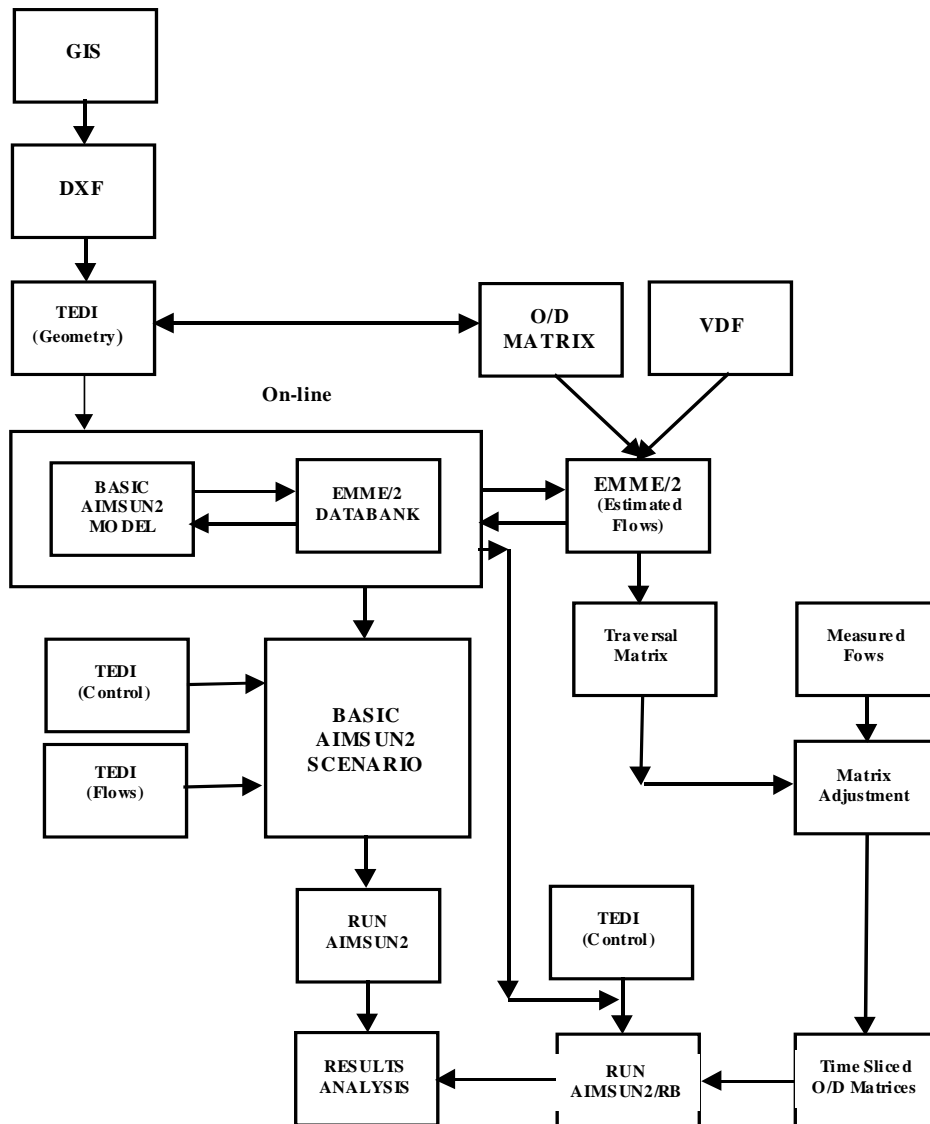 GIS
DXF
TEDI
(Geometry)
O/D
MATRIX
VDF
On-line
BASIC
AIMSUN2
MODEL
EMME/2
DATABANK
EMME/2
(Estimated
Flows)
Traversal
Matrix
Measured
Fows
TEDI
(Control)
TEDI
(Flows)
BASIC
AIMSUN2
SCENARIO
Matrix
Adjustment
RUN
AIMSUN2
TEDI
(Control)
RESULTS
ANALYSIS
RUN
AIMSUN2/RB
Time Sliced
O/D Matrices